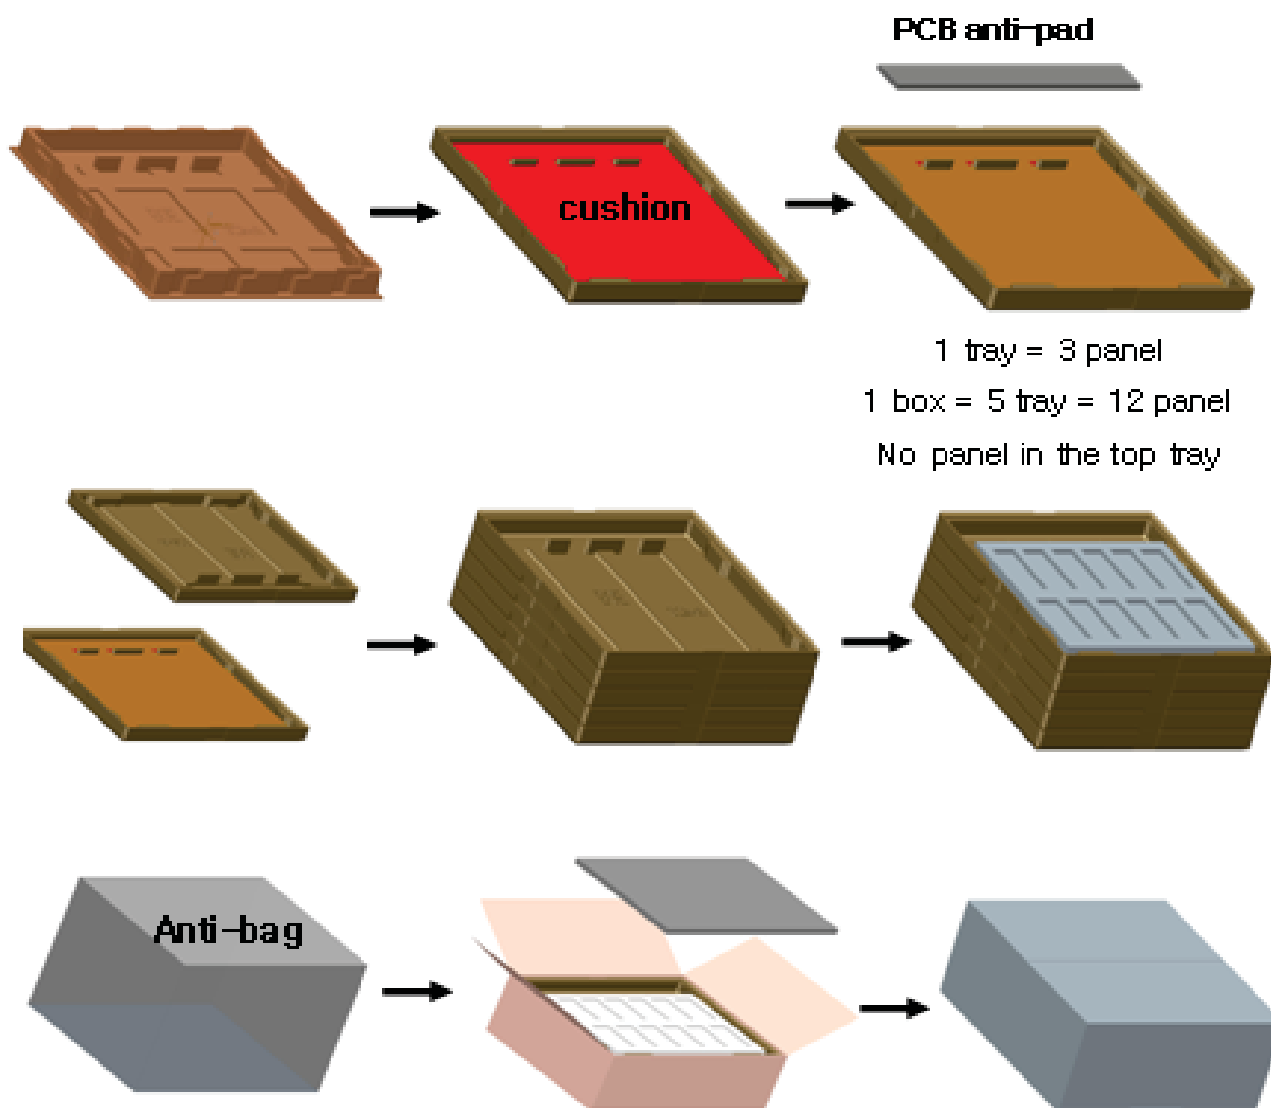 PCB anti-pad
cushion
1 tray = 3 panel
1 box = 5 tray = 12 panel
No panel in the top tray
Anti-bag